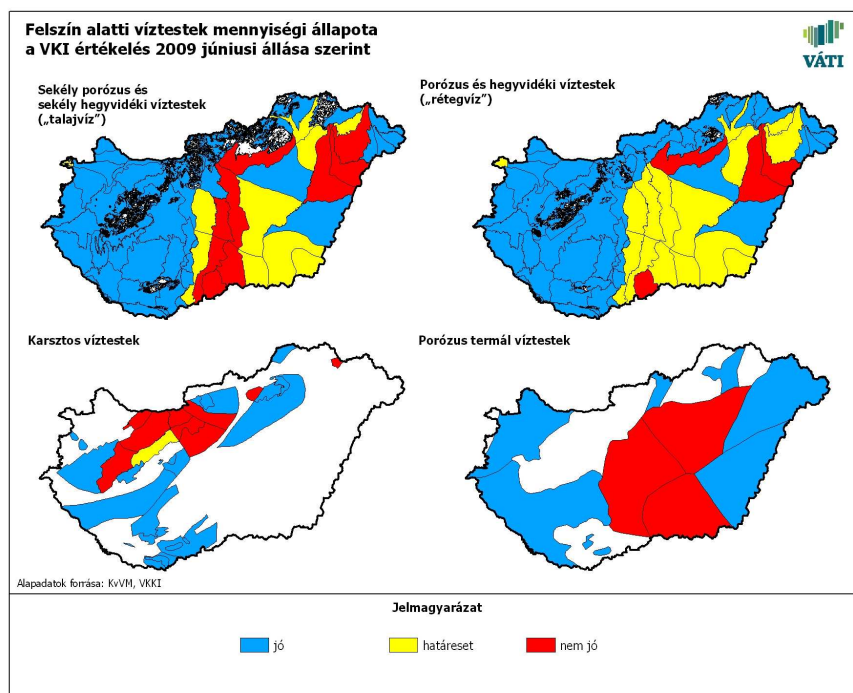 Felszín alatti víztestek mennyiségi állapota
a VKI értékelés 2009 júniusi állása szerint
VÁTI
Sekély porózus és
sekély hegyvidéki víztestek
(„talajvíz”)
Porózus és hegyvidéki víztestek
(„rétegvíz”)
Karsztos víztestek
Porózus termál víztestek
Alapadatok forrása: KvVM, VKKI
Jelmagyarázat
jó
határeset
nem jó